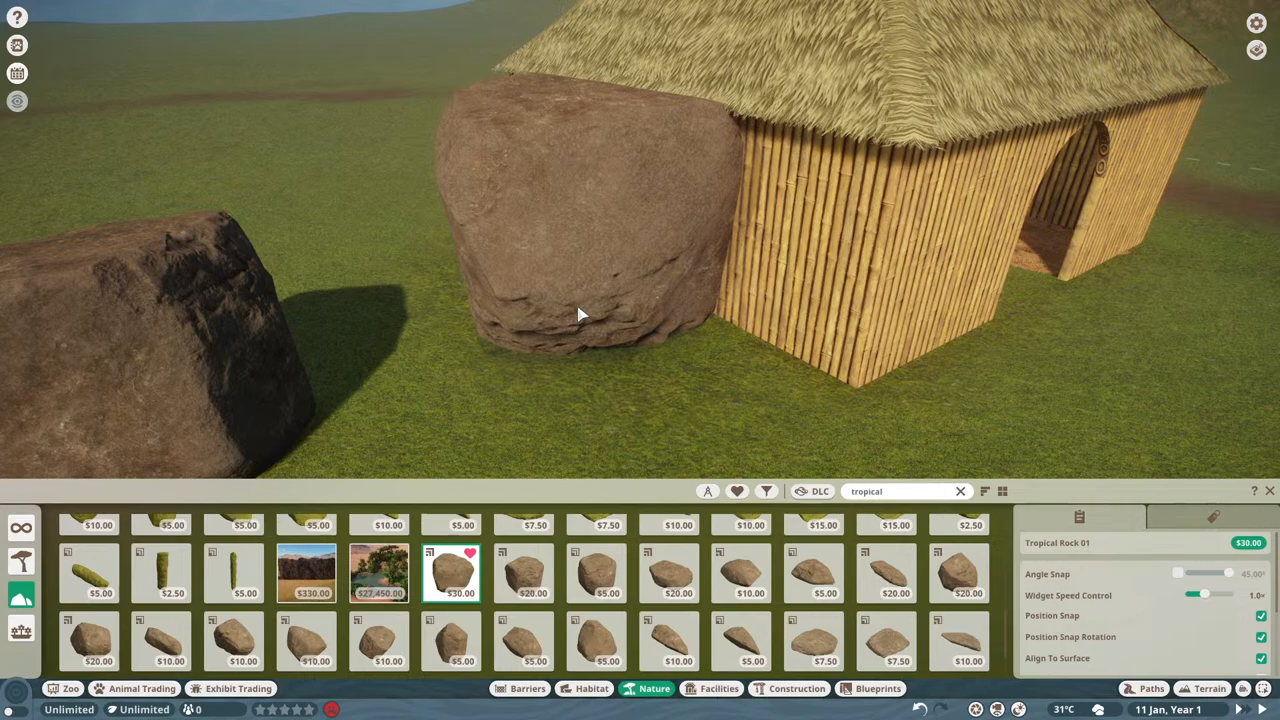 ?
DLC
tropical
?
$10.00 $5.00 $5.00 $5.00 $10.00 $5.00 $7.50 $7.50 $10.00 $10.00 $15.00 $15.00 $2.50
$5.00 $2.50 $5.00 $330.00 $27,450.00 $30.00 $20.00 $5.00 $20.00 $10.00 $5.00 $20.00 $20.00
$20.00 $10.00 $10.00 $10.00 $10.00 $5.00 $5.00 $5.00 $10.00 $5.00 $7.50 $7.50 $10.00
Tropical Rock 01 $30.00
Angle Snap 45.00°
Widget Speed Control 1.0×
Position Snap
Position Snap Rotation
Align To Surface
Zoo Animal Trading Exhibit Trading Barriers Habitat Nature Facilities Construction Blueprints Paths Terrain
Unlimited Unlimited 0 31°C 11 Jan, Year 1